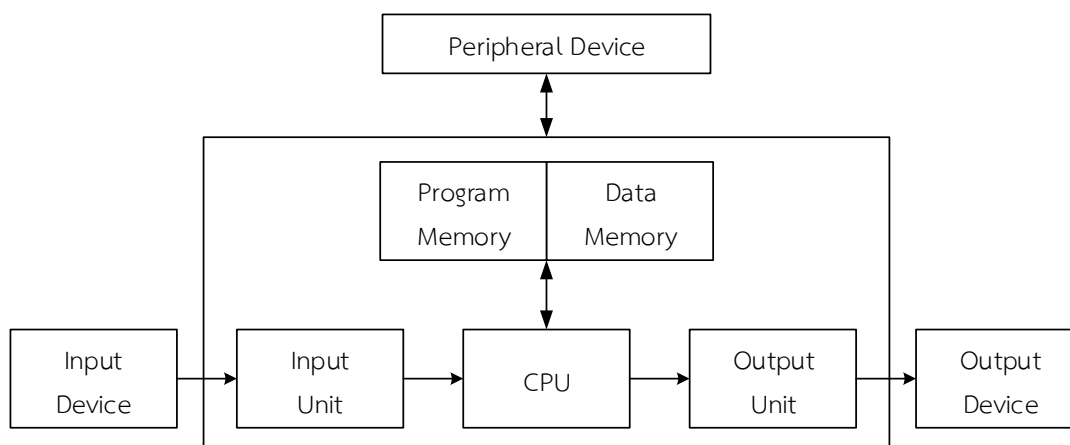 Peripheral Device
Program
Memory
Data
Memory
Input
Device
Input
Unit
CPU
Output
Unit
Output
Device